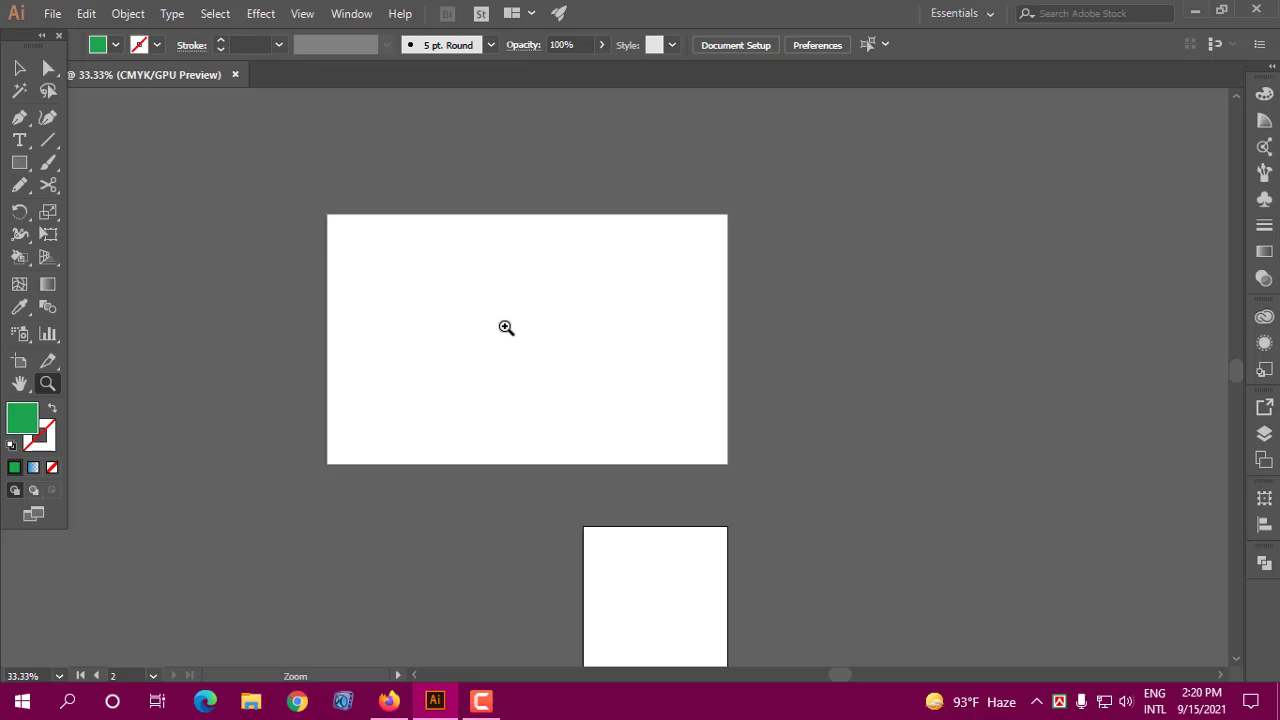 Ai File Edit Object Type Select Effect View Window Help Br St Essentials Search Adobe Stock
Stroke: 5 pt. Round Opacity: 100% Style: Document Setup Preferences
@ 33.33% (CMYK/GPU Preview) ×
T
33.33% 2 Zoom
Ai 93°F Haze ENG INTL 2:20 PM 9/15/2021